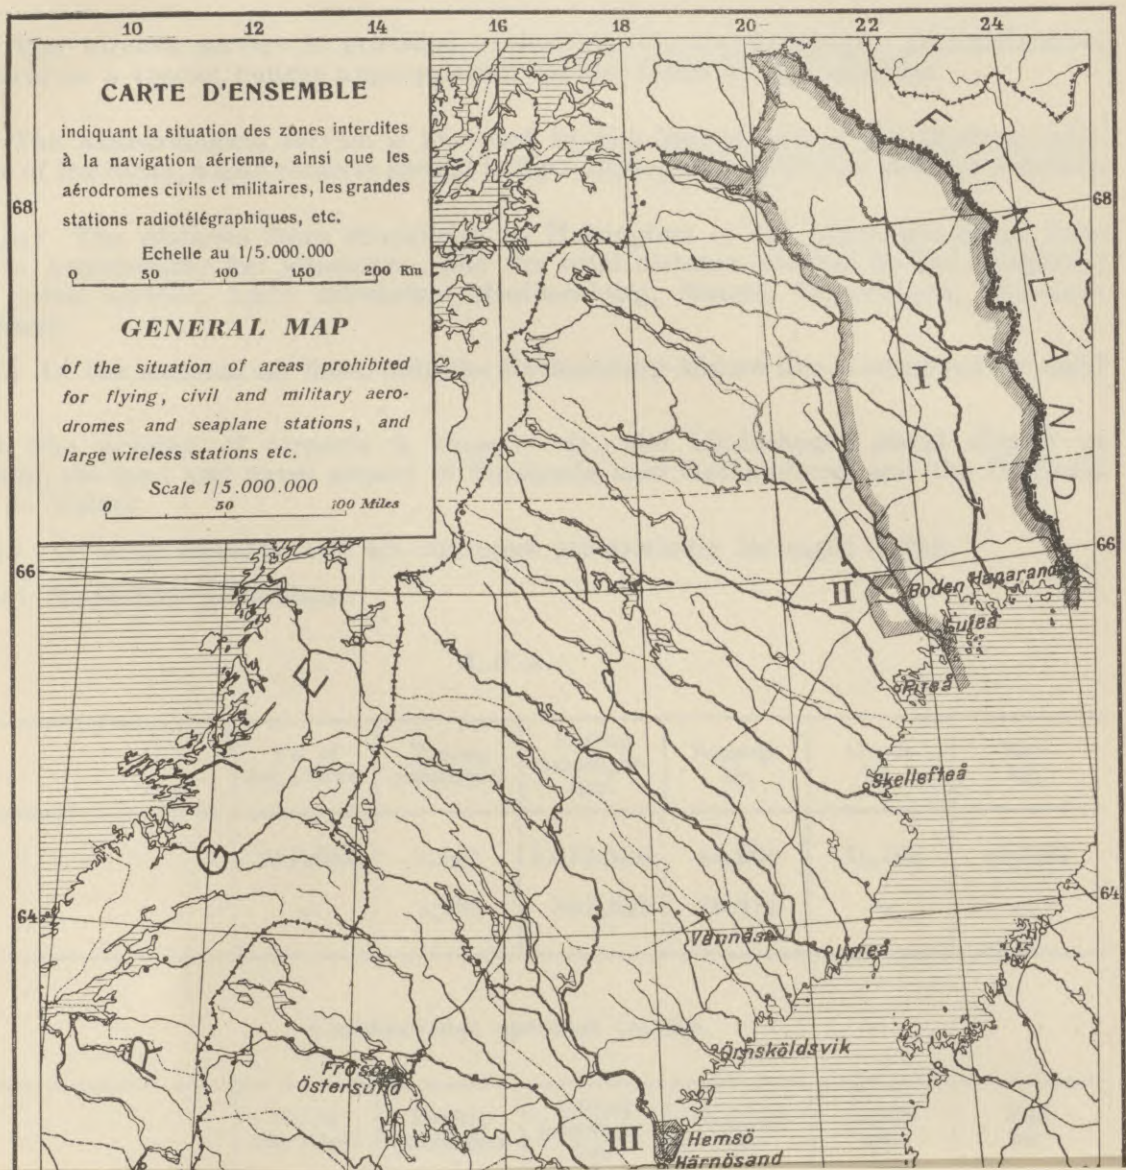 10 12 14 16 18 20 22 24
CARTE D'ENSEMBLE
indiquant la situation des zones interdites
à la navigation aérienne, ainsi que les
aérodromes civils et militaires, les grandes
stations radiotélégraphiques, etc.
Echelle au 1/5.000.000
0 50 100 150 200 Km
GENERAL MAP
of the situation of areas prohibited
for flying, civil and military aero-
dromes and seaplane stations, and
large wireless stations etc.
Scale 1/5.000.000
0 50 100 Miles
68
68
FINLAND
I
66
66
II
Boden
Haparanda
Luleå
Piteå
E
Skellefteå
G
64
64
Vännäs
Umeå
Örnsköldsvik
Frösön
Östersund
III
Hemsö
Härnösand